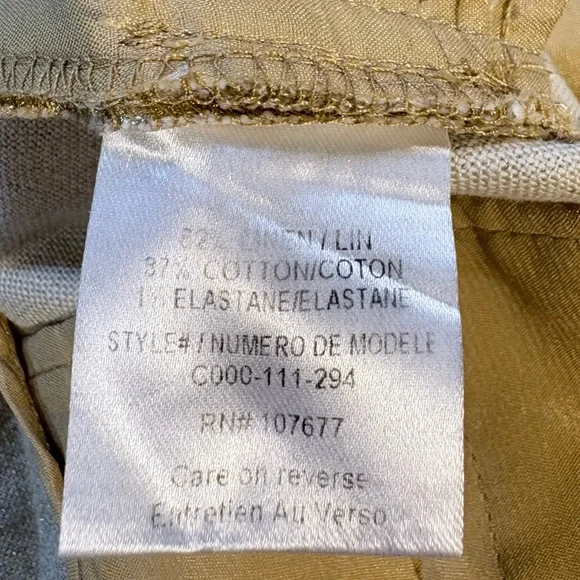 62% LINEN / LIN
37% COTTON/COTON
1% ELASTANE/ELASTANE
STYLE# / NUMERO DE MODELE
C000-111-294
RN# 107677
Care on reverse
Entretien Au Verso